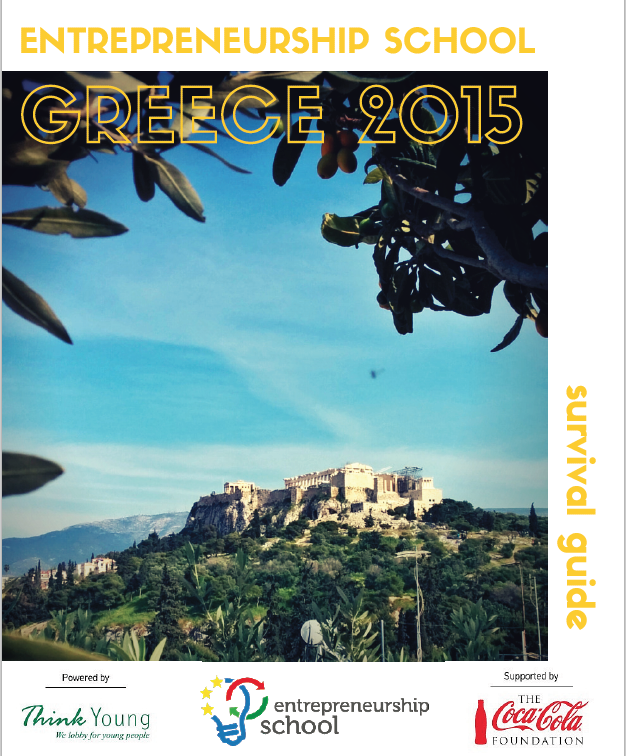 ENTREPRENEURSHIP SCHOOL
GREECE 2015
survival guide
Powered by
Think Young
We lobby for young people
entrepreneurship
school
Supported by
THE
Coca-Cola
FOUNDATION